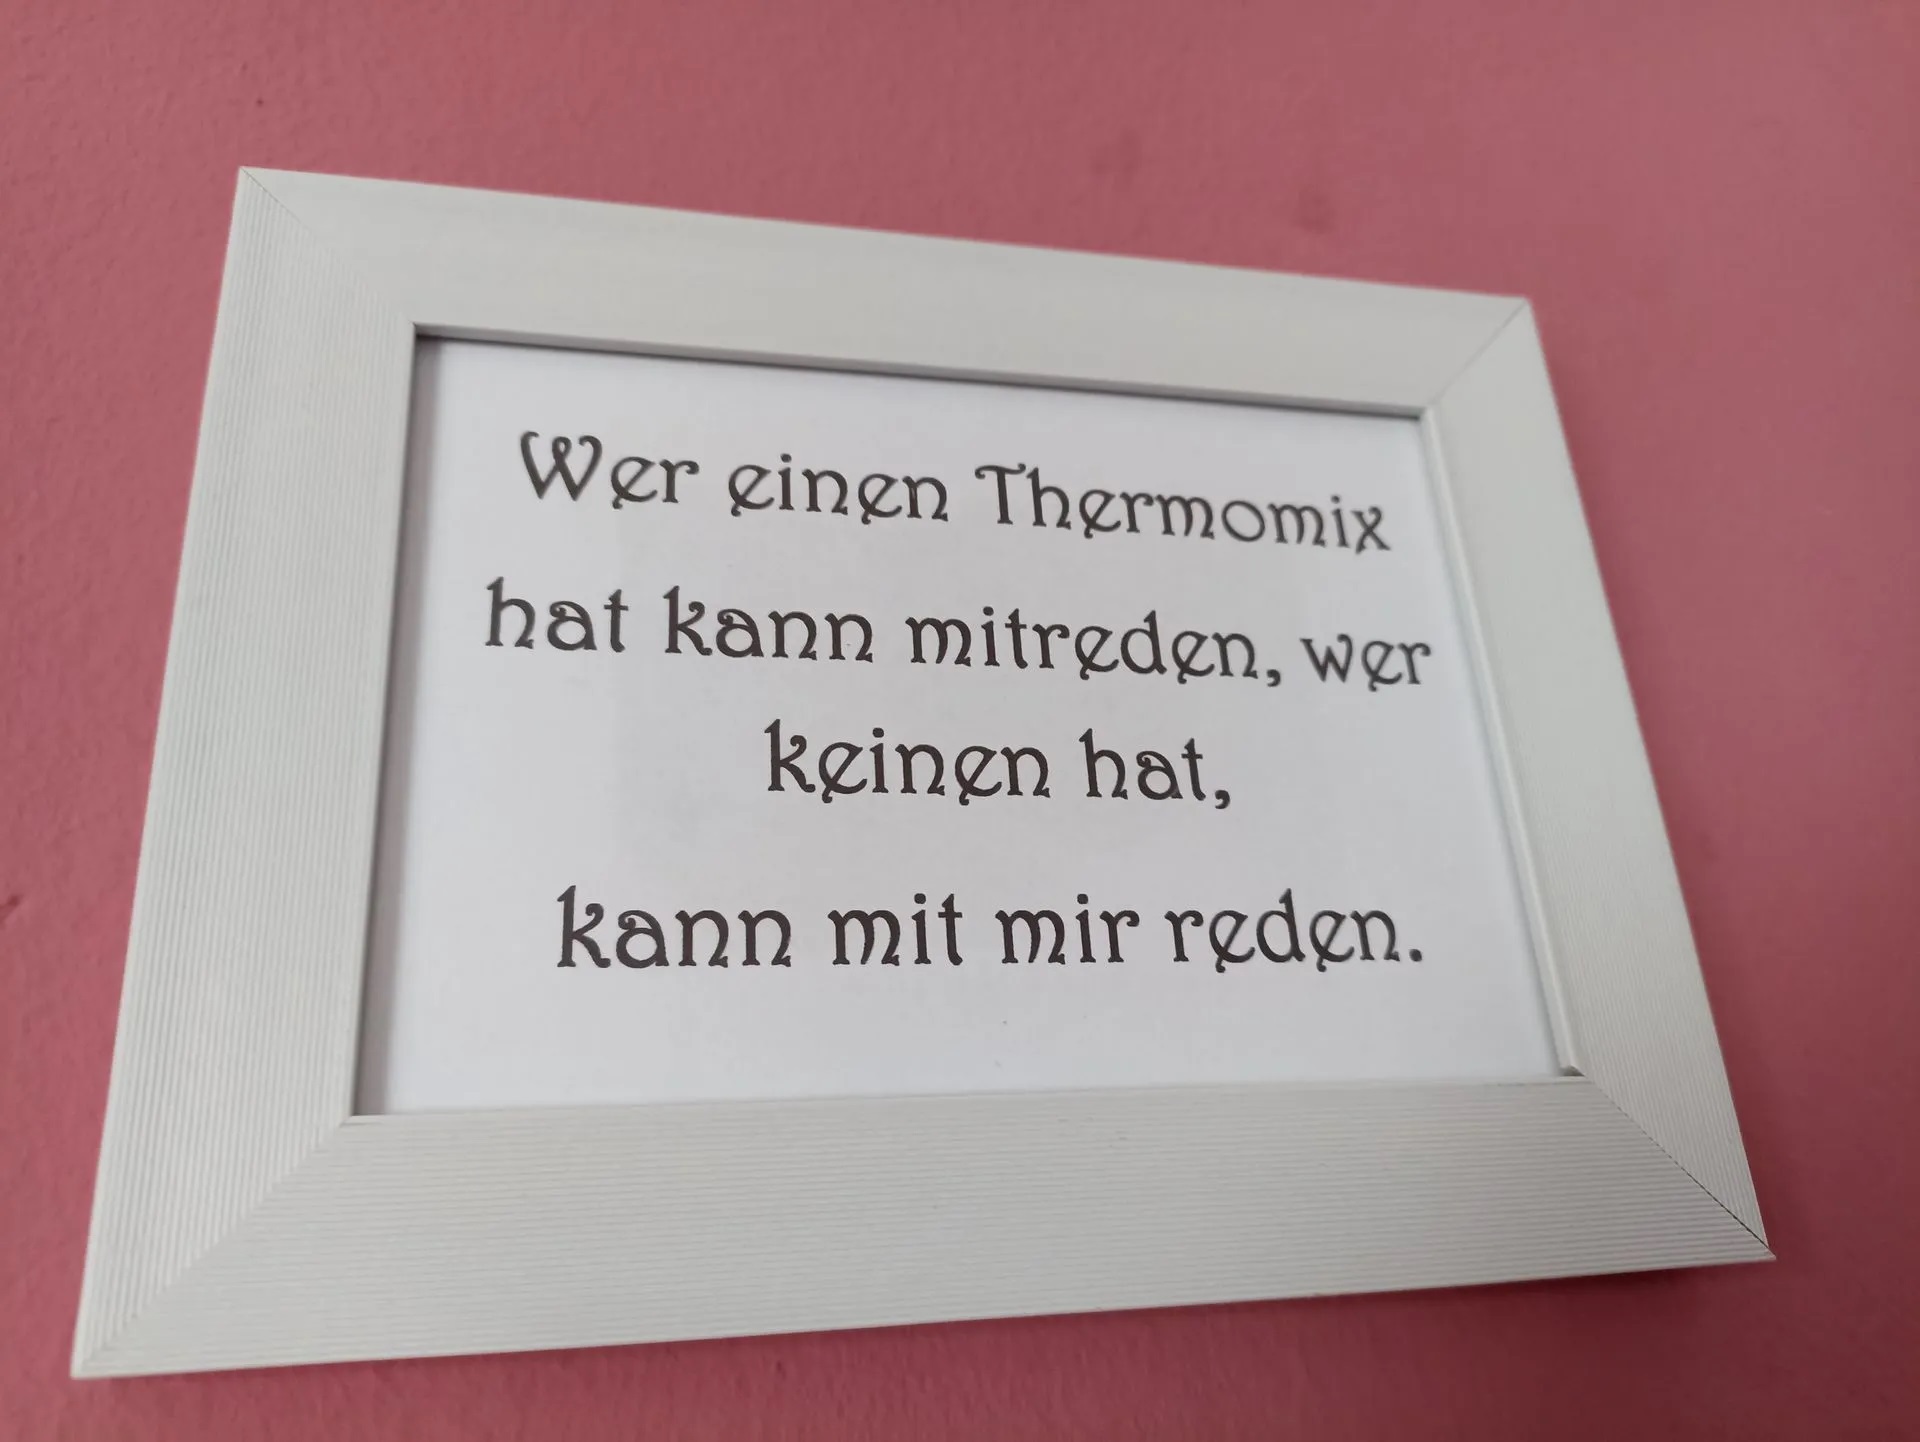 Wer einen Thermomix
hat kann mitreden, wer
keinen hat,
kann mit mir reden.